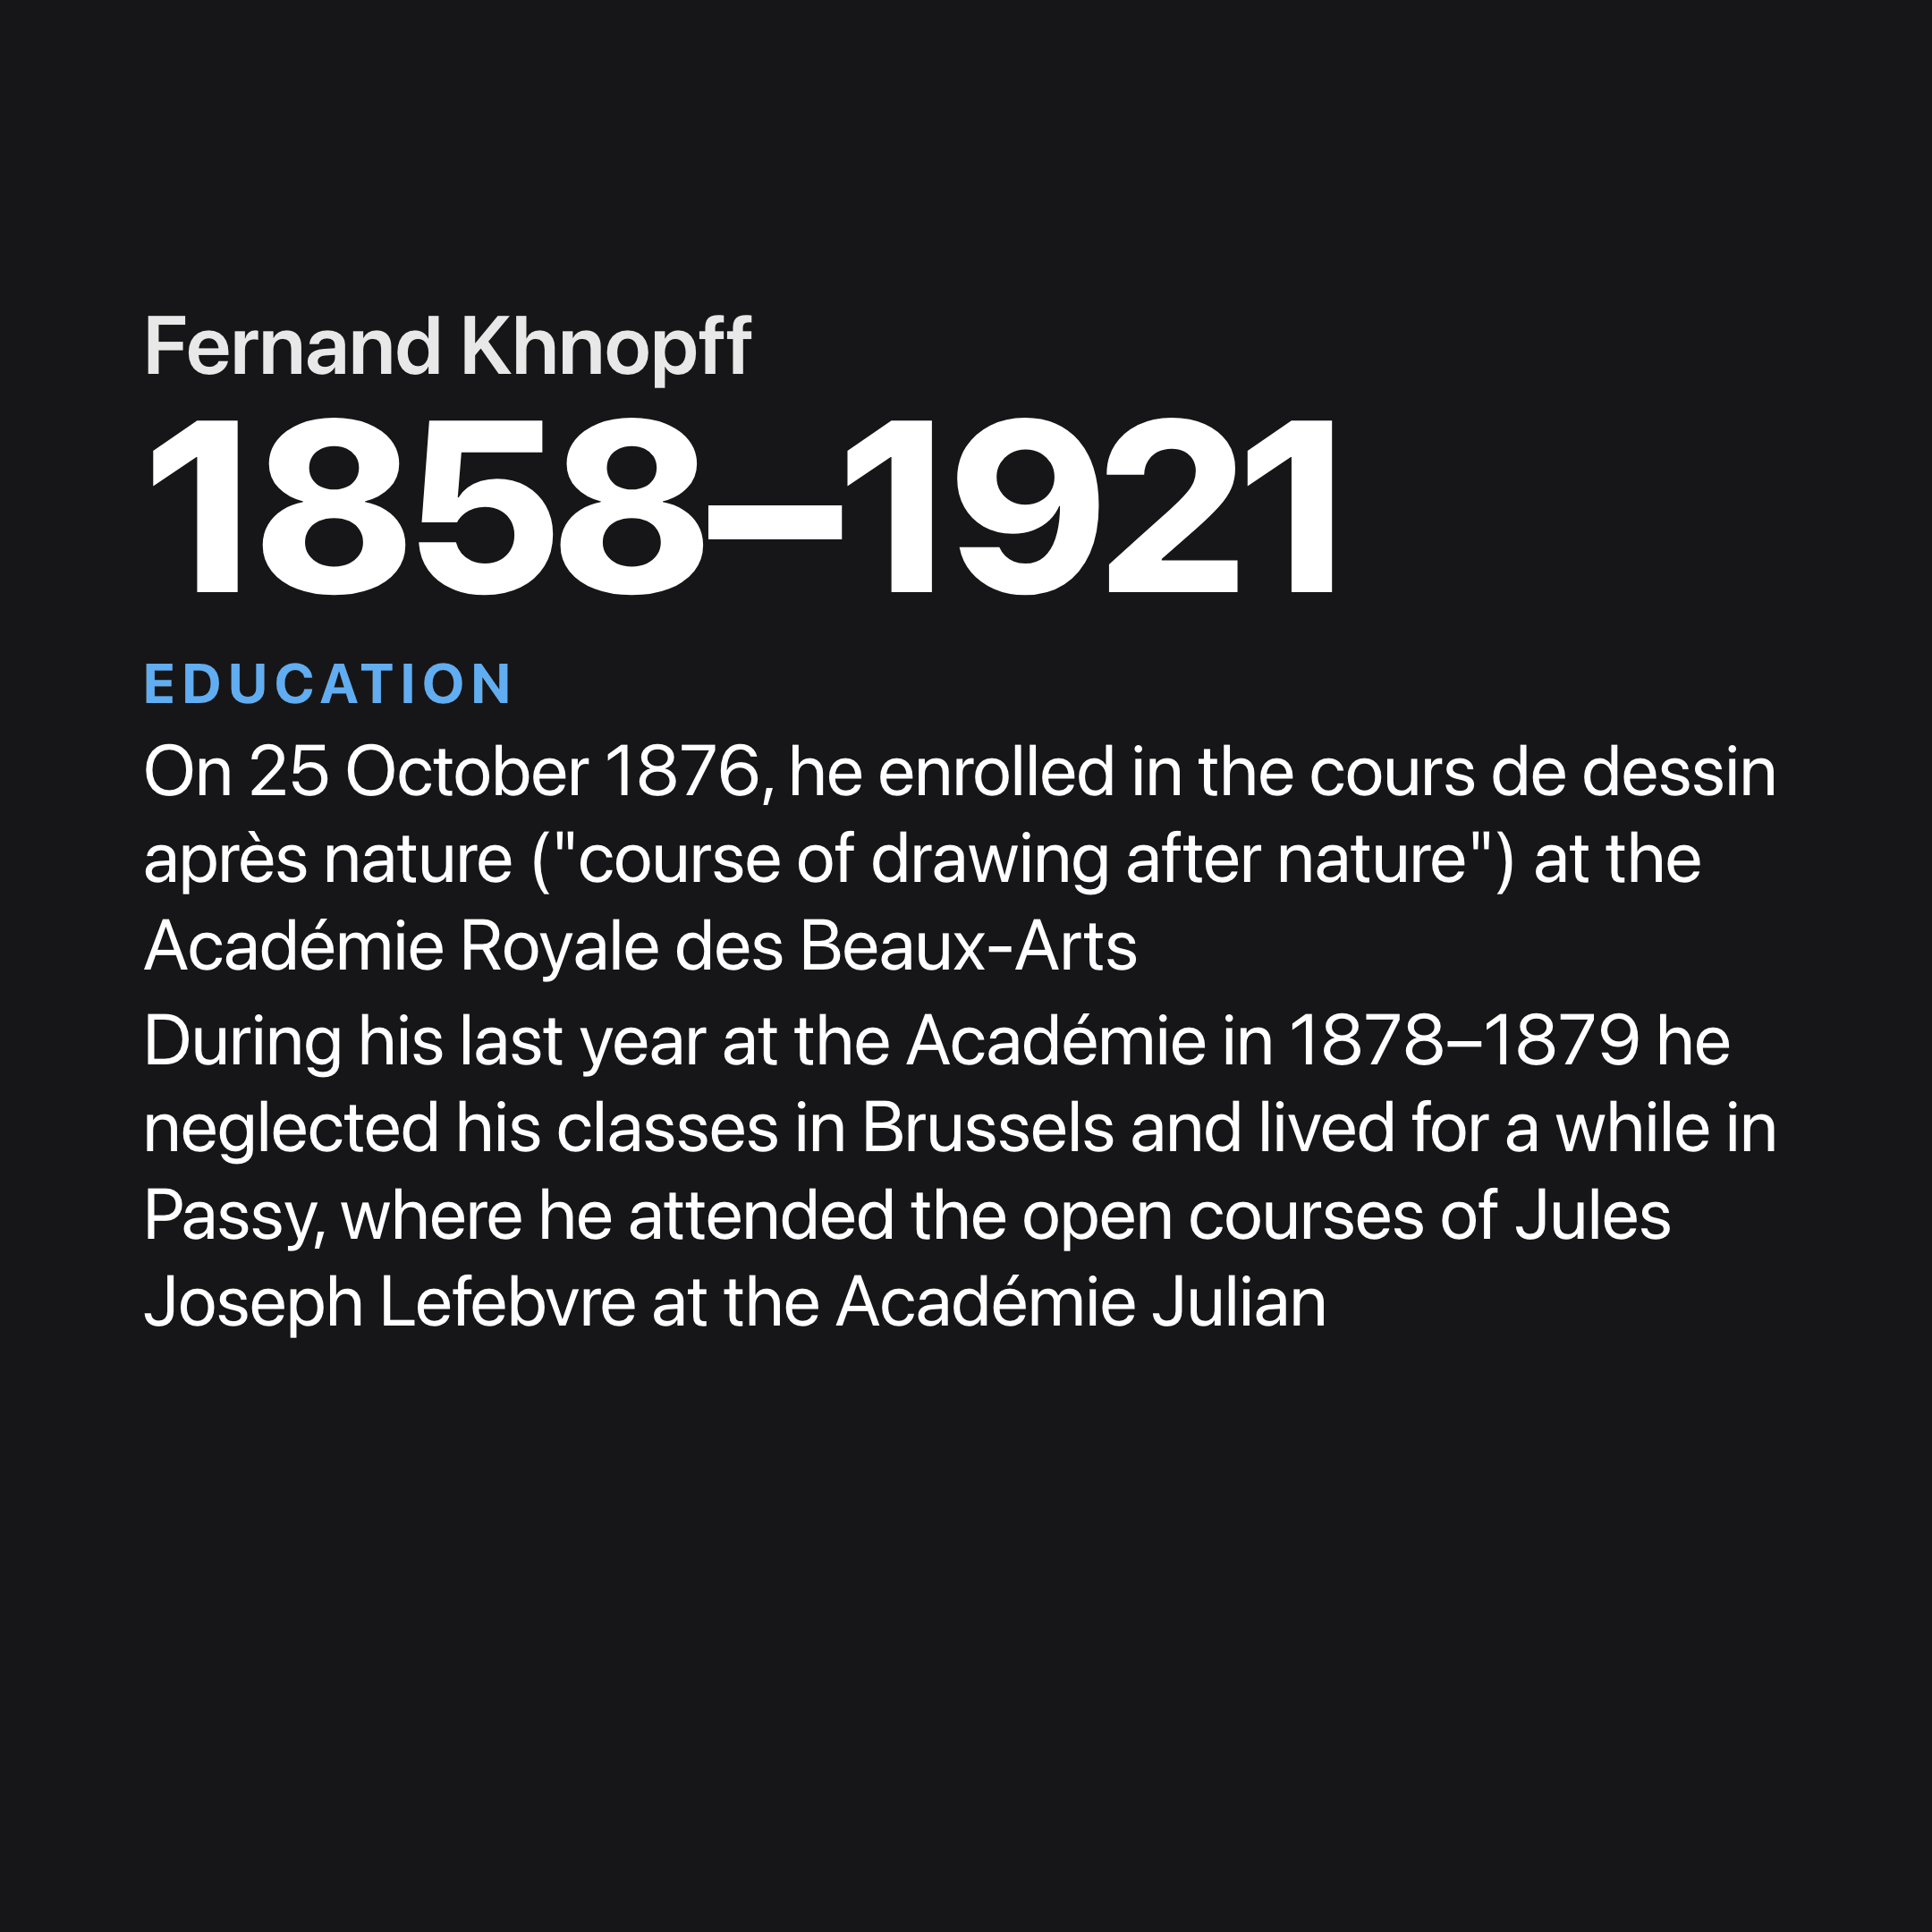 Fernand Khnopff
1858–1921
EDUCATION
On 25 October 1876, he enrolled in the cours de dessin
après nature ("course of drawing after nature") at the
Académie Royale des Beaux-Arts
During his last year at the Académie in 1878–1879 he
neglected his classes in Brussels and lived for a while in
Passy, where he attended the open courses of Jules
Joseph Lefebvre at the Académie Julian